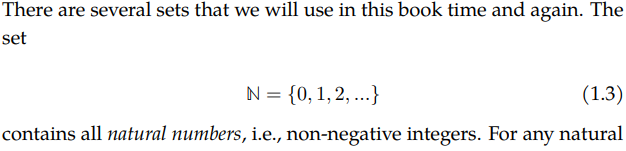 There are several sets that we will use in this book time and again. The
set
ℕ = {0, 1, 2, ...} (1.3)
contains all natural numbers, i.e., non-negative integers. For any natural